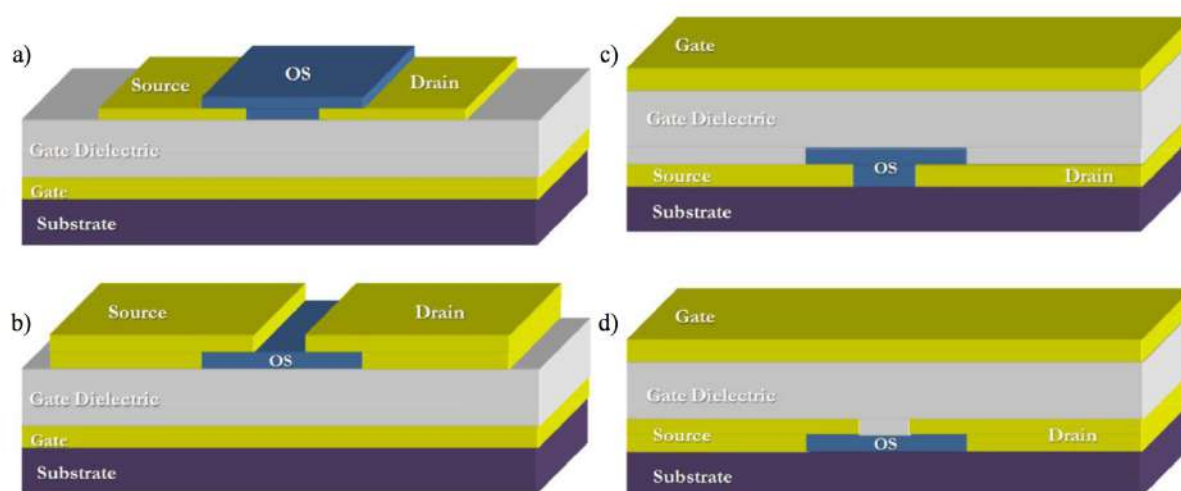 a)
Source
OS
Drain
Gate Dielectric
Gate
Substrate
b)
Source
Drain
OS
Gate Dielectric
Gate
Substrate
c)
Gate
Gate Dielectric
OS
Source
Drain
Substrate
d)
Gate
Gate Dielectric
Source
OS
Drain
Substrate